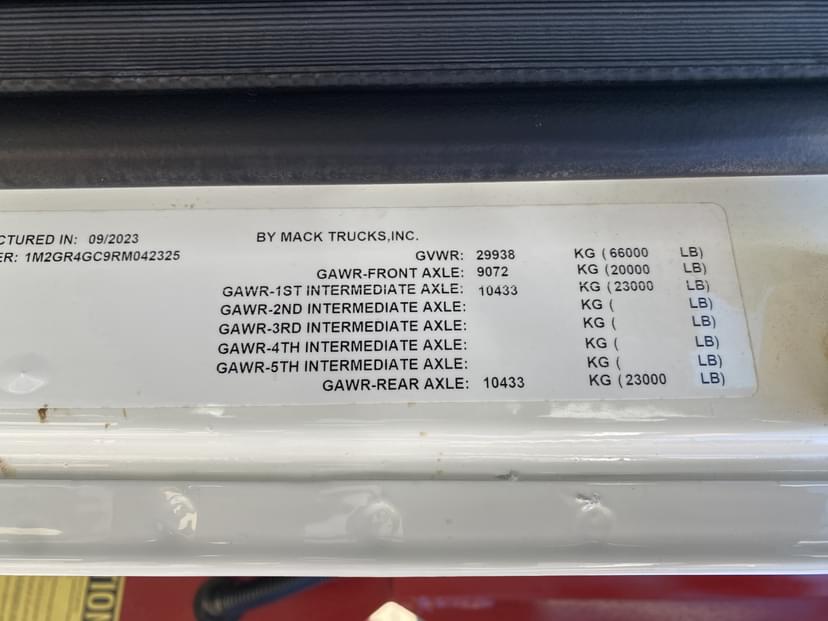 CTURED IN: 09/2023 BY MACK TRUCKS,INC.
ER: 1M2GR4GC9RM042325 GVWR: 29938 KG ( 66000 LB)
GAWR-FRONT AXLE: 9072 KG ( 20000 LB)
GAWR-1ST INTERMEDIATE AXLE: 10433 KG ( 23000 LB)
GAWR-2ND INTERMEDIATE AXLE: KG ( LB)
GAWR-3RD INTERMEDIATE AXLE: KG ( LB)
GAWR-4TH INTERMEDIATE AXLE: KG ( LB)
GAWR-5TH INTERMEDIATE AXLE: KG ( LB)
GAWR-REAR AXLE: 10433 KG ( 23000 LB)
TION